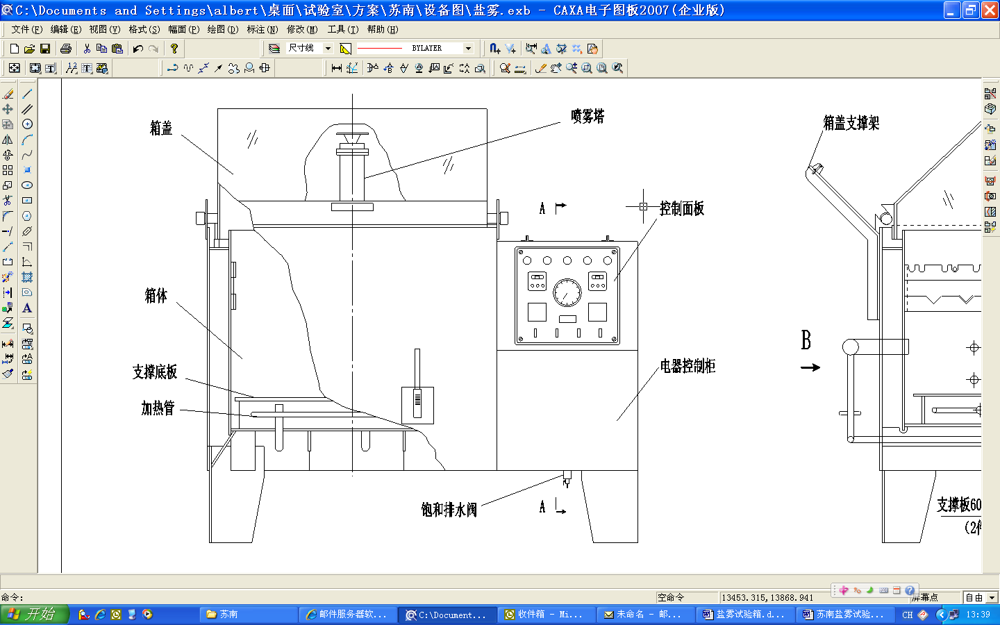 C:\Documents and Settings\albert\桌面\试验室\方案\苏南\设备图\盐雾.exb - CAXA电子图板2007(企业版)
文件(F) 编辑(E) 视图(V) 格式(S) 幅面(P) 绘图(D) 标注(N) 修改(M) 工具(T) 帮助(H)
尺寸线 BYLAYER
喷雾塔
箱盖
箱盖支撑架
A
控制面板
箱体
B
支撑底板
电器控制柜
加热管
饱和排水阀
A
支撑板60
(2件
命令:
空命令
13453.315,13868.941
屏幕点
自由
开始
苏南
邮件服务器软...
C:\Document...
收件箱 - Mi...
未命名 - 邮...
盐雾试验箱.d...
苏南盐雾试验...
CH
13:39